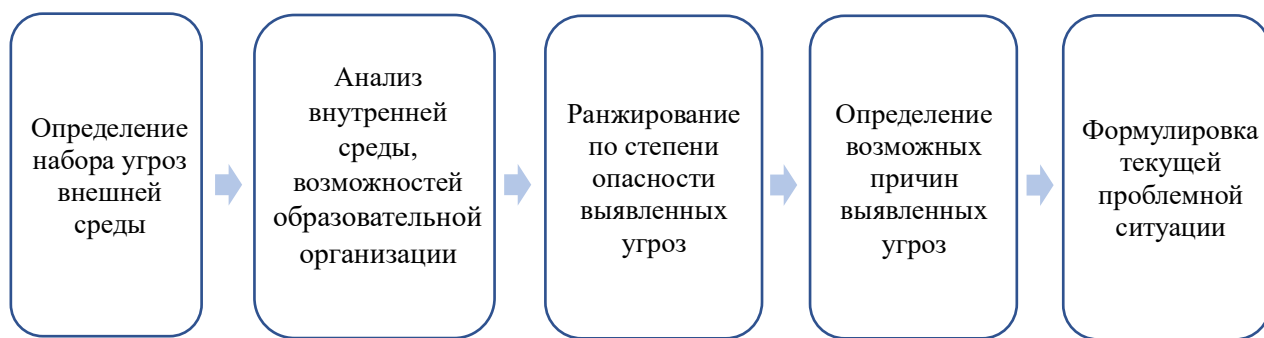 Определение
набора угроз
внешней
среды
Анализ
внутренней
среды,
возможностей
образовательной
организации
Ранжирование
по степени
опасности
выявленных
угроз
Определение
возможных
причин
выявленных
угроз
Формулировка
текущей
проблемной
ситуации